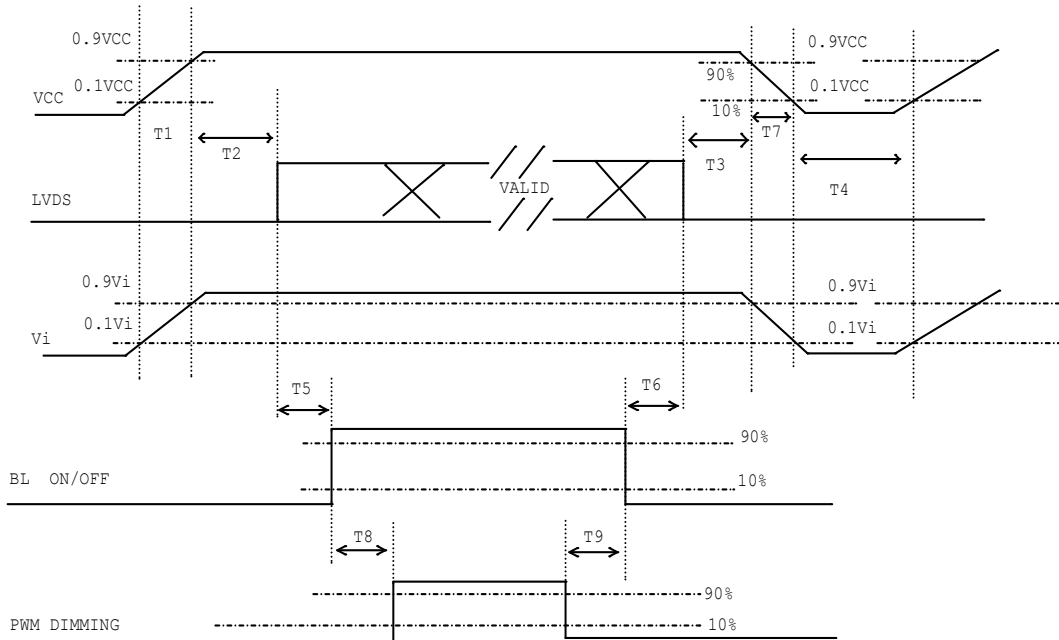 0.9VCC
0.9VCC
90%
0.1VCC
0.1VCC
VCC
10%
T1
T7
T2
T3
T4
VALID
LVDS
0.9Vi
0.9Vi
0.1Vi
0.1Vi
Vi
T5
T6
90%
BL ON/OFF
10%
T8
T9
90%
PWM DIMMING
10%